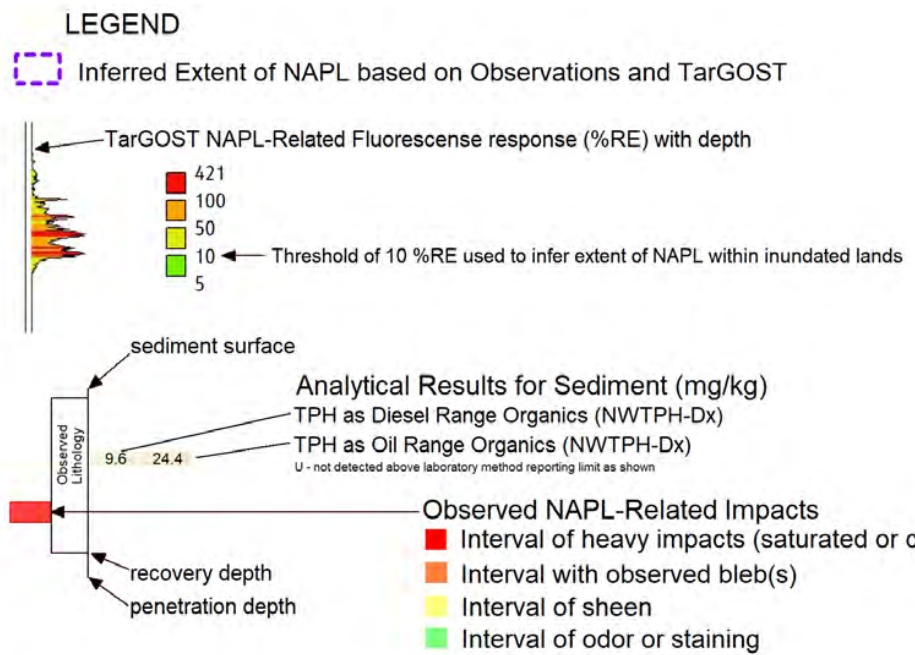 LEGEND
Inferred Extent of NAPL based on Observations and TarGOST
TarGOST NAPL-Related Fluorescense response (%RE) with depth
421
100
50
10
Threshold of 10 %RE used to infer extent of NAPL within inundated lands
5
sediment surface
Analytical Results for Sediment (mg/kg)
TPH as Diesel Range Organics (NWTPH-Dx)
TPH as Oil Range Organics (NWTPH-Dx)
U - not detected above laboratory method reporting limit as shown
Observed
Lithology
9.6 24.4
Observed NAPL-Related Impacts
Interval of heavy impacts (saturated or c
Interval with observed bleb(s)
Interval of sheen
Interval of odor or staining
recovery depth
penetration depth